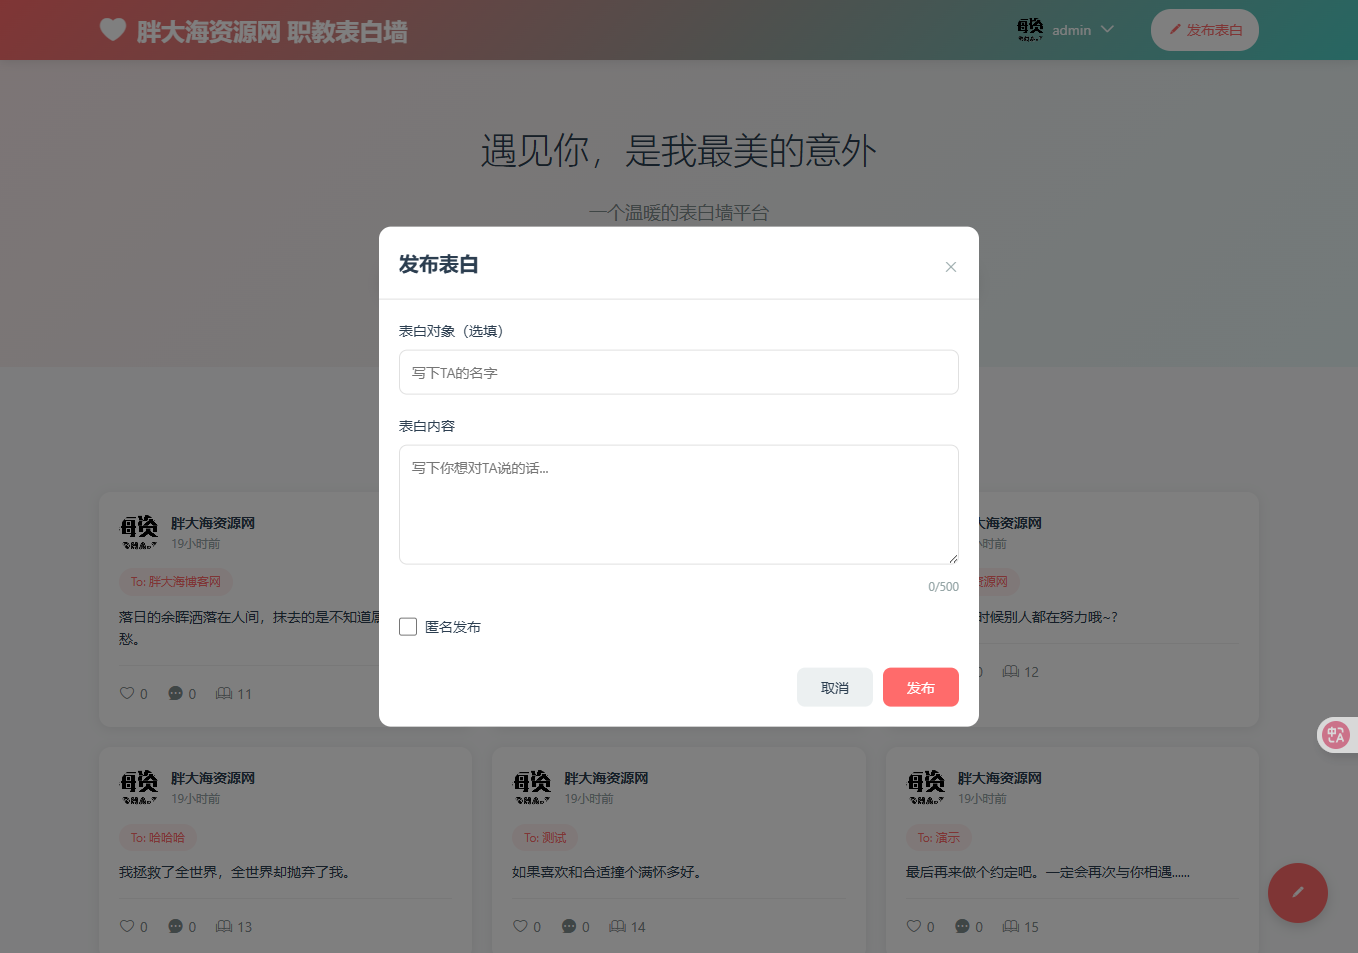 胖大海资源网 职教表白墙
admin
发布表白
遇见你，是我最美的意外
一个温暖的表白墙平台
发布表白
表白对象（选填）
写下TA的名字
表白内容
写下你想对TA说的话...
0/500
匿名发布
取消
发布
胖大海资源网
19小时前
To: 胖大海博客网
落日的余晖洒落在人间，抹去的是不知道
愁。
0 0 11
大海资源网
小时前
资源网
时候别人都在努力哦~?
12
胖大海资源网
19小时前
To: 哈哈哈
我拯救了全世界，全世界却抛弃了我。
0 0 13
胖大海资源网
19小时前
To: 测试
如果喜欢和合适撞个满怀多好。
0 0 14
胖大海资源网
19小时前
To: 演示
最后再来做个约定吧。一定会再次与你相遇......
0 0 15